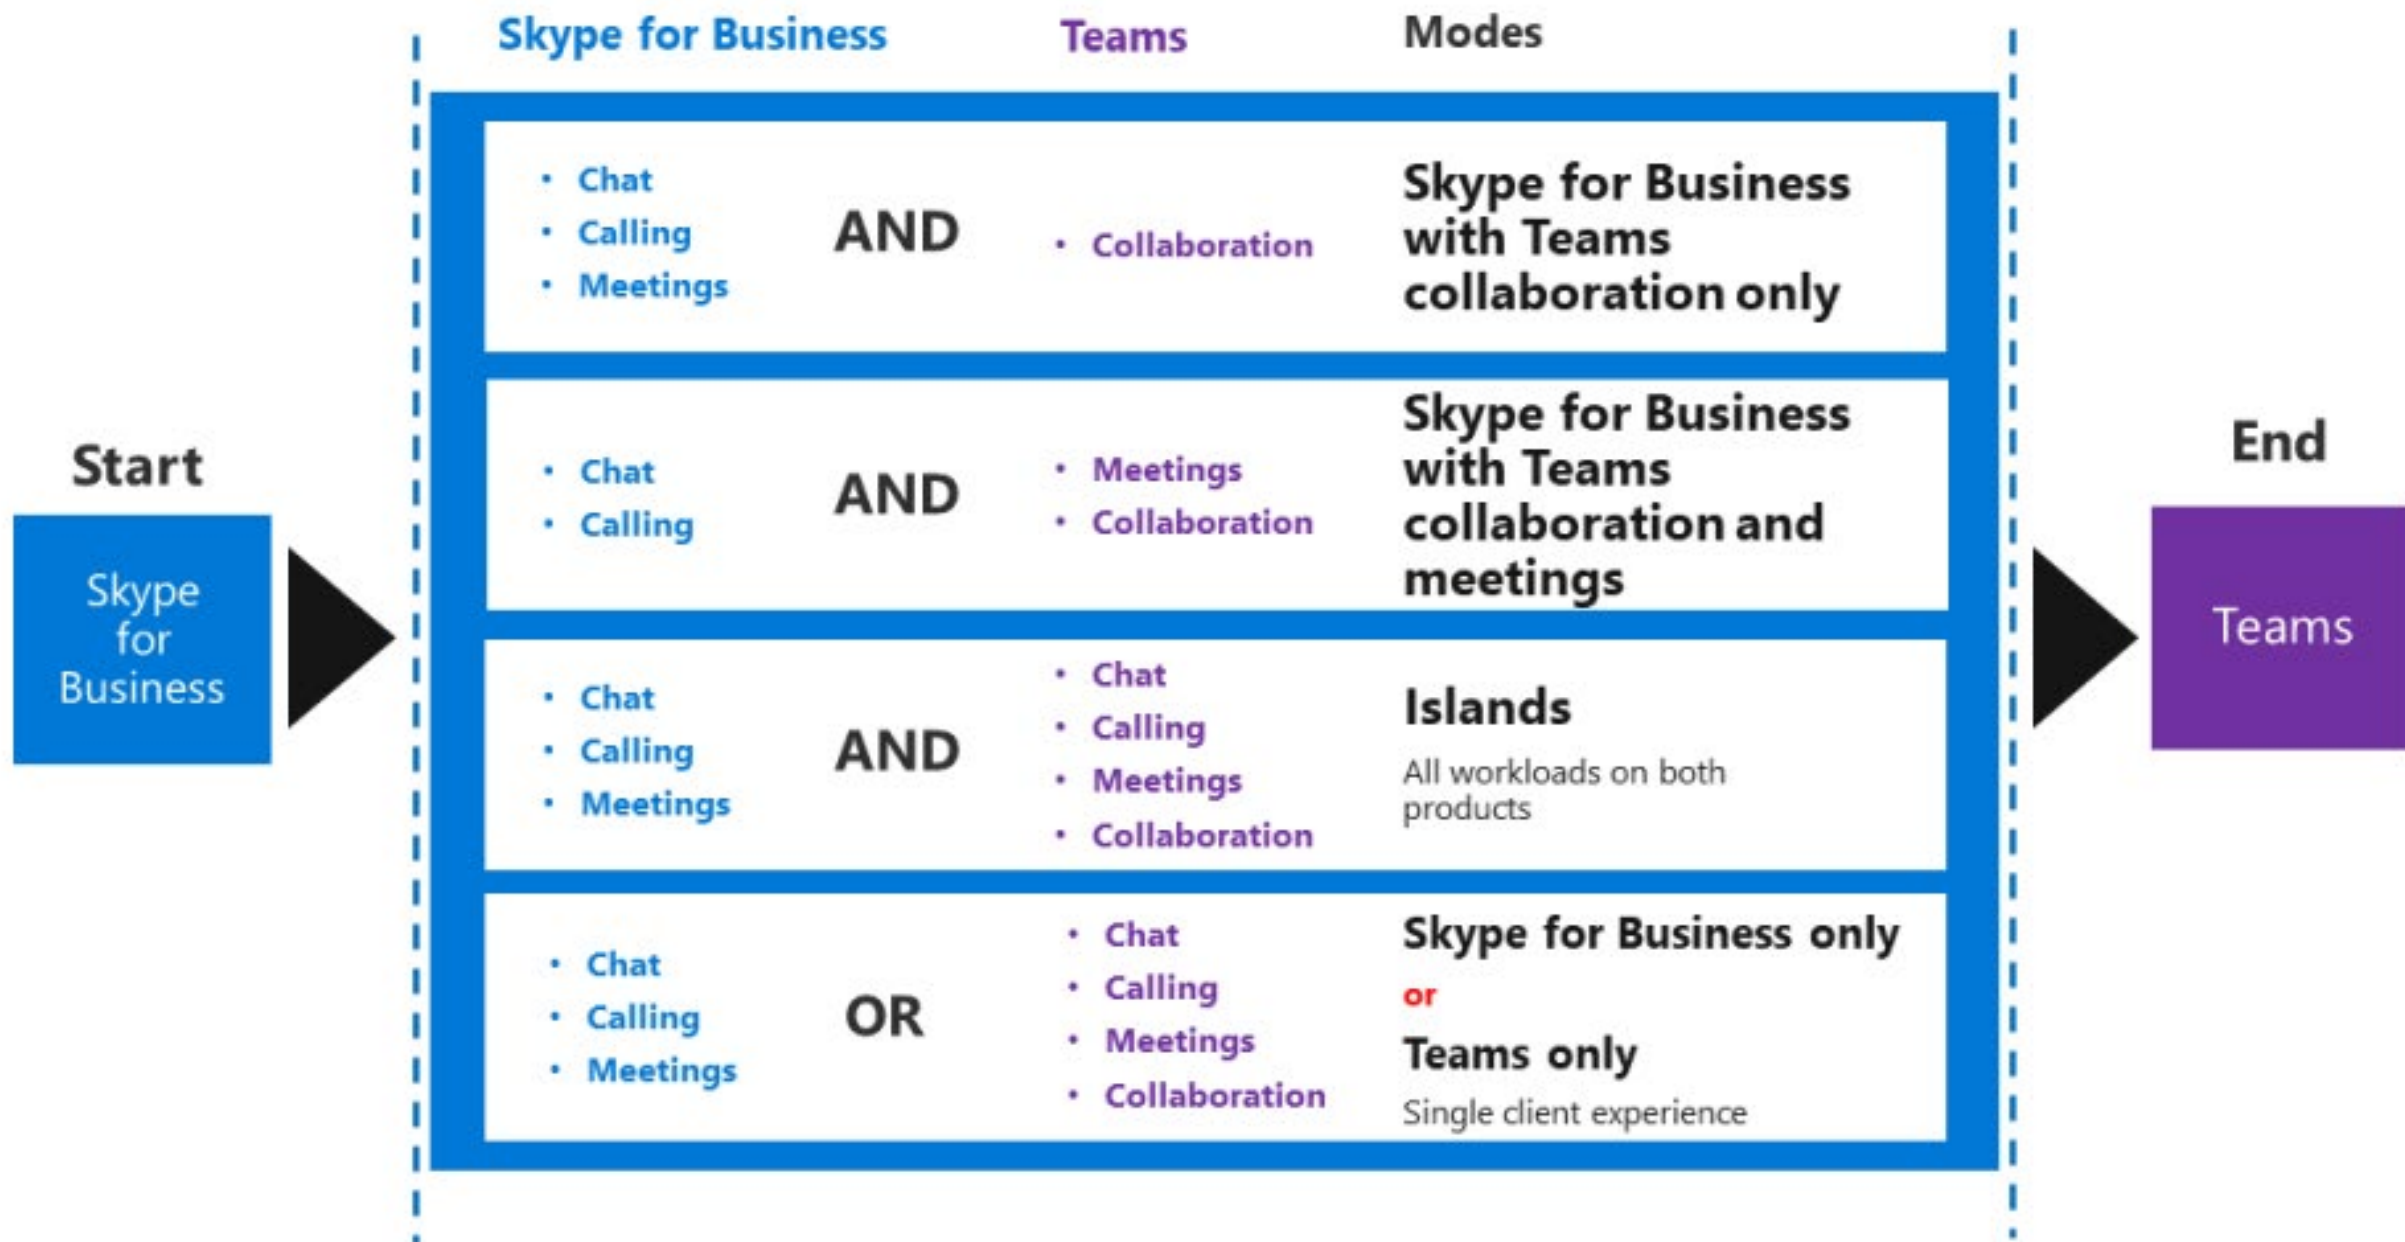 Skype for Business
Teams
Modes
Start
Skype
for
Business
• Chat
• Calling
• Meetings
AND
• Collaboration
Skype for Business
with Teams
collaboration only
• Chat
• Calling
AND
• Meetings
• Collaboration
Skype for Business
with Teams
collaboration and
meetings
• Chat
• Calling
• Meetings
AND
• Chat
• Calling
• Meetings
• Collaboration
Islands
All workloads on both
products
• Chat
• Calling
• Meetings
OR
• Chat
• Calling
• Meetings
• Collaboration
Skype for Business only
or
Teams only
Single client experience
End
Teams